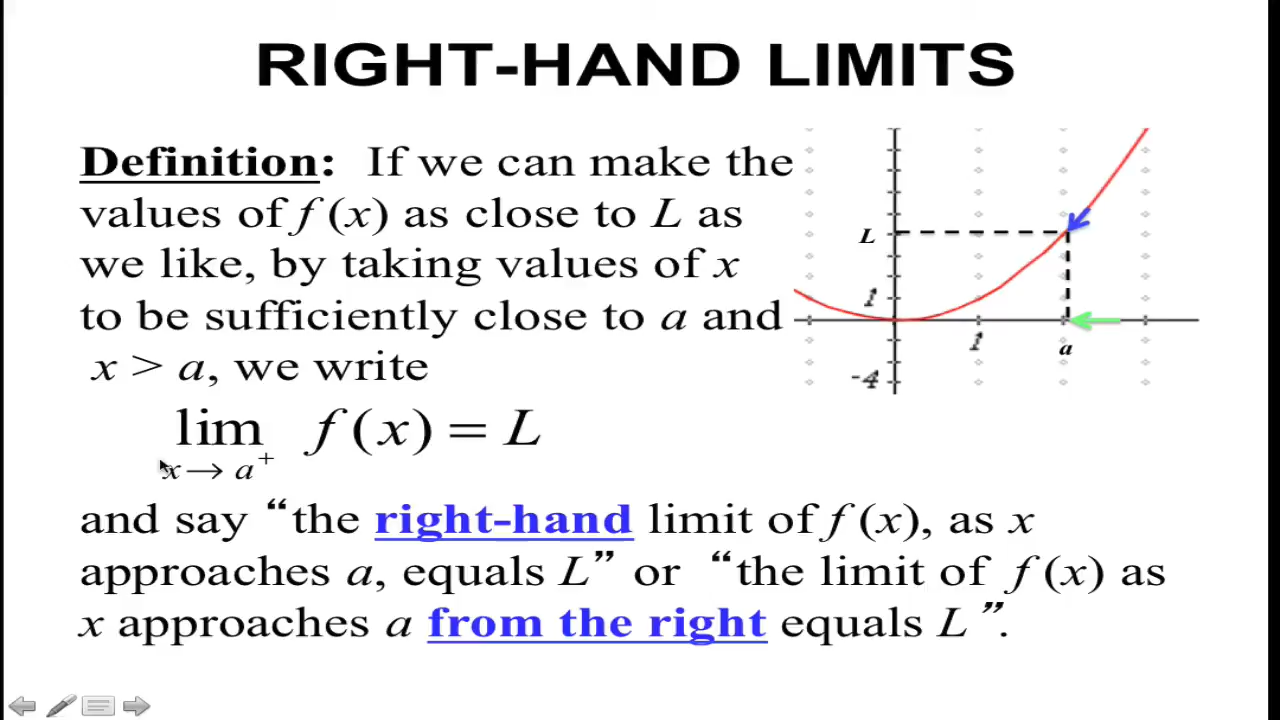 RIGHT-HAND LIMITS
Definition: If we can make the
values of f (x) as close to L as
we like, by taking values of x
to be sufficiently close to a and
x > a, we write
lim f(x) = L
x → a⁺
and say “the right-hand limit of f (x), as x
approaches a, equals L” or “the limit of f (x) as
x approaches a from the right equals L”.
L
1
1
a
-4